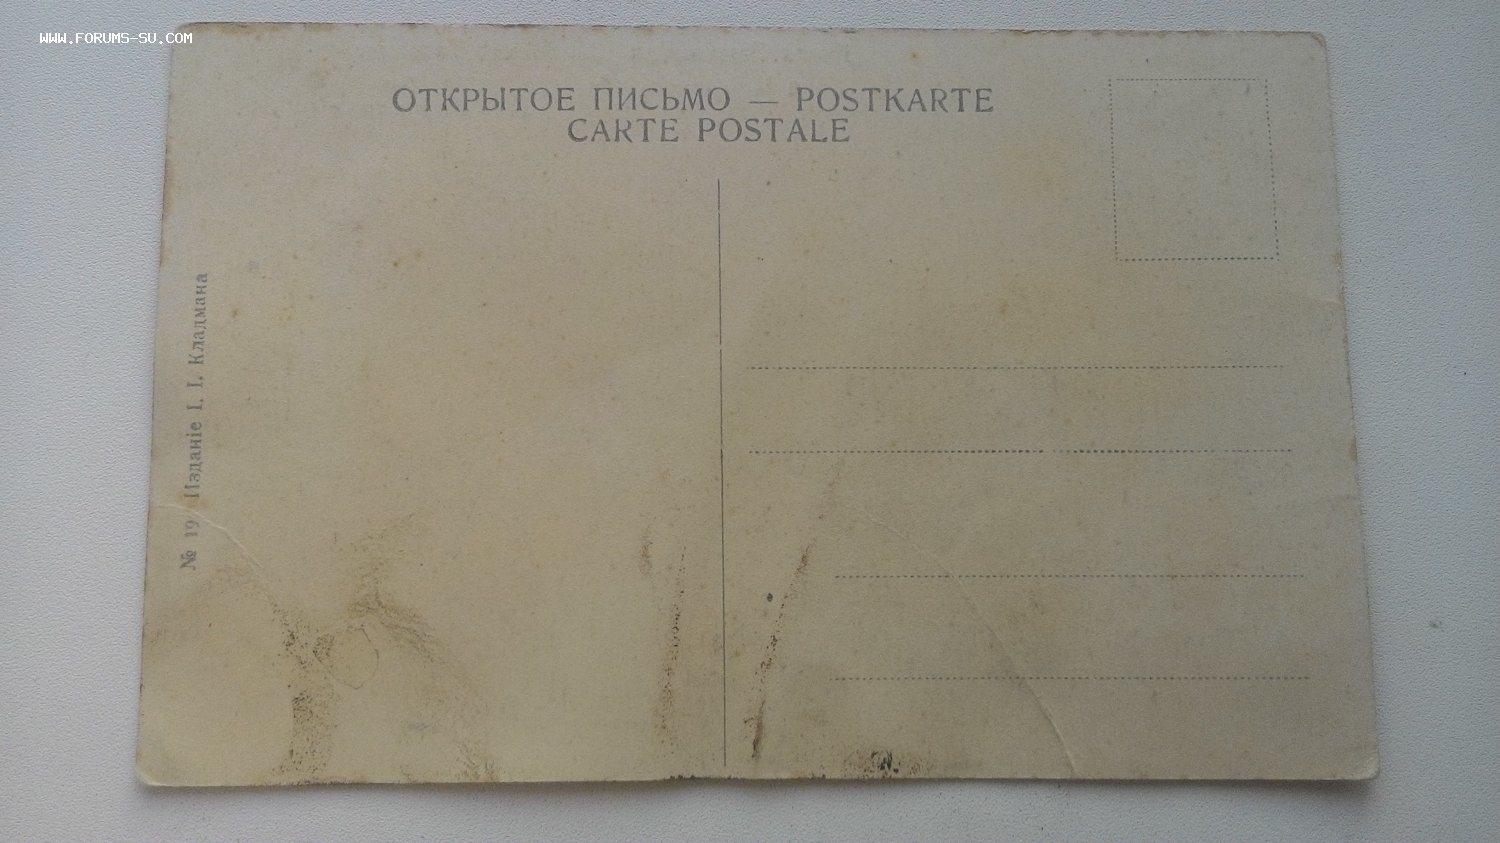 WWW.FORUMS-SU.COM
ОТКРЫТОЕ ПИСЬМО — POSTKARTE
CARTE POSTALE
№ 19 Изданіе I. I. Кладмана